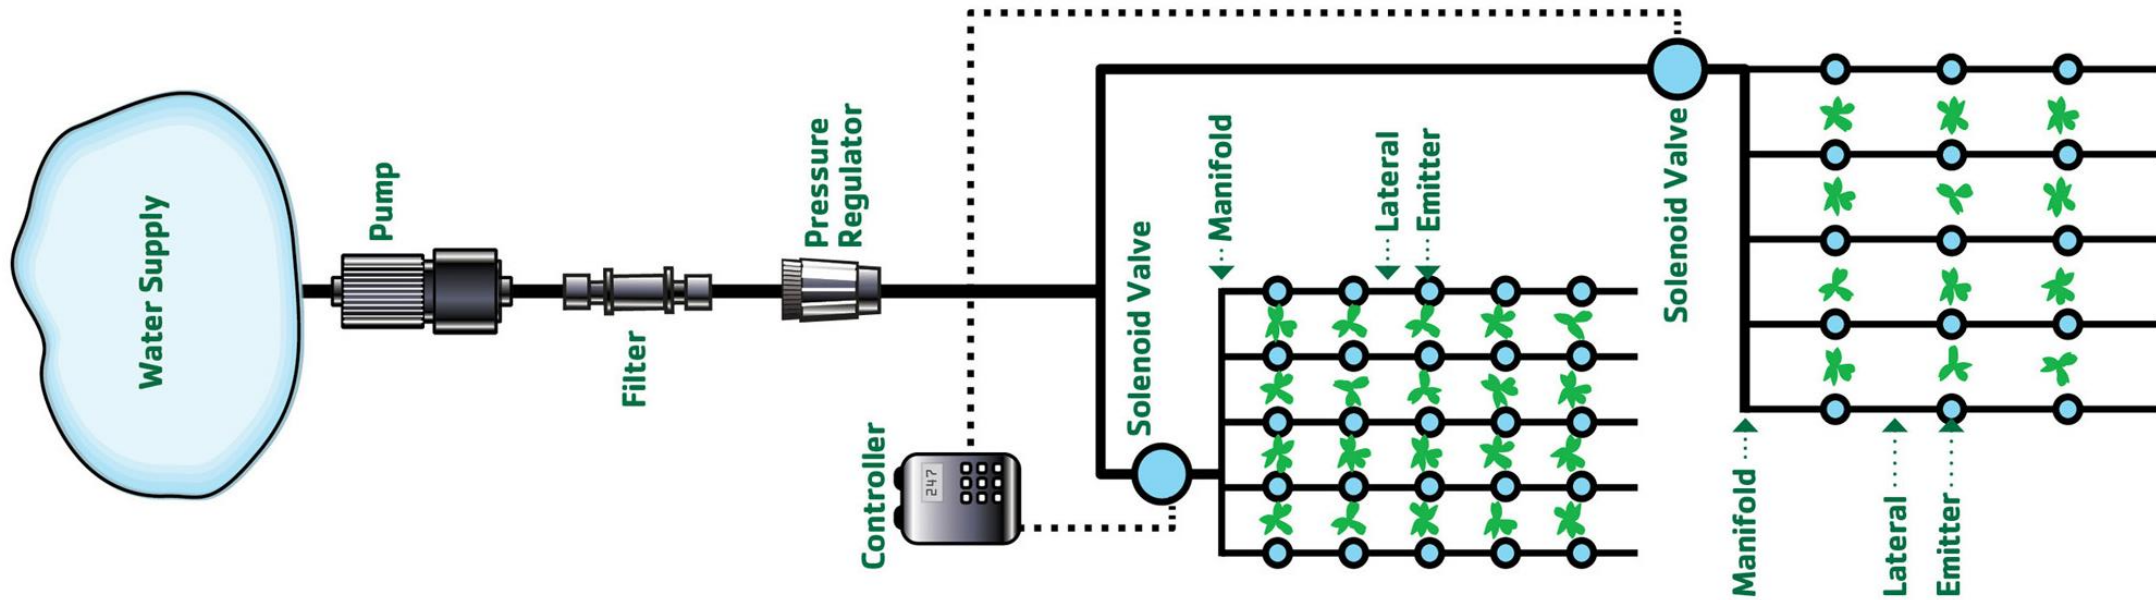 Water Supply
Pump
Filter
Pressure
Regulator
Controller
247
Solenoid Valve
Manifold
Lateral
Emitter
Solenoid Valve
Manifold
Lateral
Emitter